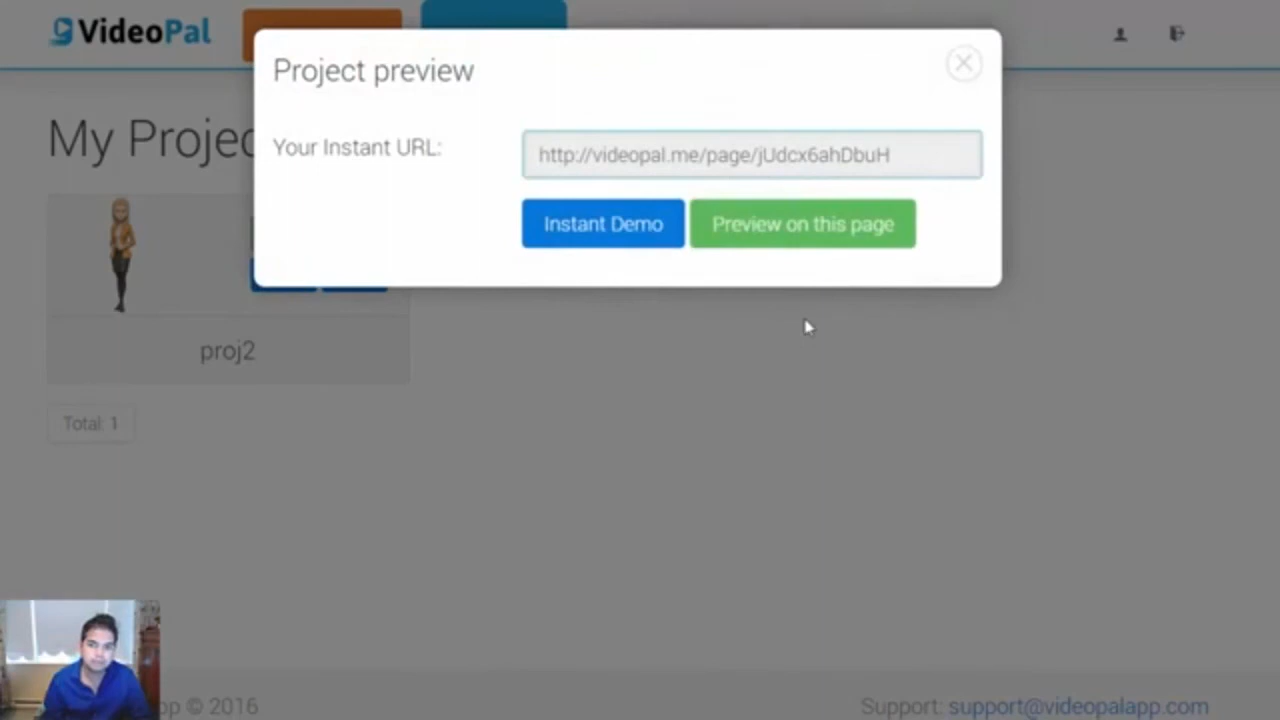 VideoPal
Project preview
My Projec
Your Instant URL:
http://videopal.me/page/jUdcx6ahDbuH
Instant Demo
Preview on this page
proj2
Total: 1
pp © 2016
Support: support@videopalapp.com